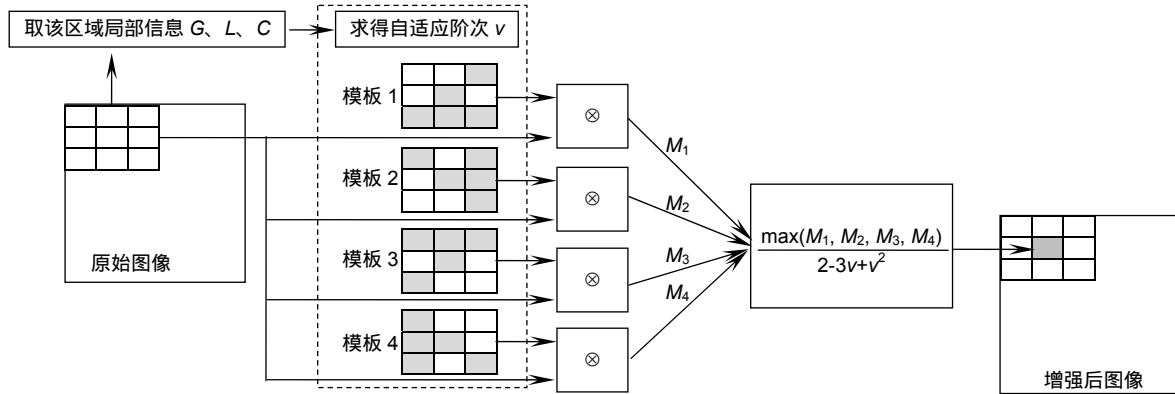 取该区域局部信息 G、L、C
求得自适应阶次 v
模板 1
⊗
M1
模板 2
⊗
M2
max(M1, M2, M3, M4)
2-3v+v²
原始图像
模板 3
⊗
M3
M4
模板 4
⊗
增强后图像